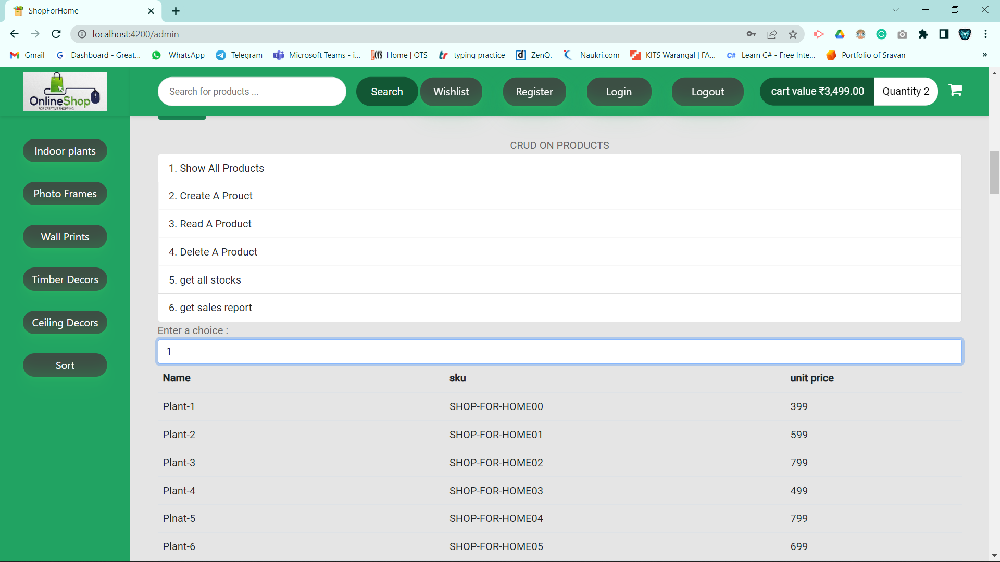 ShopForHome
localhost:4200/admin
Gmail Dashboard - Great... WhatsApp Telegram Microsoft Teams - i... OTS Home | OTS tr typing practice d ZenQ. Naukri.com KITS Warangal | FA... C# Learn C# - Free Inte... Portfolio of Sravan »
OnlineShop
FOR CREATIVE SHOPPING
Search for products ... Search Wishlist Register Login Logout cart value ₹3,499.00 Quantity 2
Indoor plants
Photo Frames
Wall Prints
Timber Decors
Ceiling Decors
Sort
CRUD ON PRODUCTS
1. Show All Products
2. Create A Prouct
3. Read A Product
4. Delete A Product
5. get all stocks
6. get sales report
Enter a choice :
1
Name sku unit price
Plant-1 SHOP-FOR-HOME00 399
Plant-2 SHOP-FOR-HOME01 599
Plant-3 SHOP-FOR-HOME02 799
Plant-4 SHOP-FOR-HOME03 499
Plnat-5 SHOP-FOR-HOME04 799
Plant-6 SHOP-FOR-HOME05 699